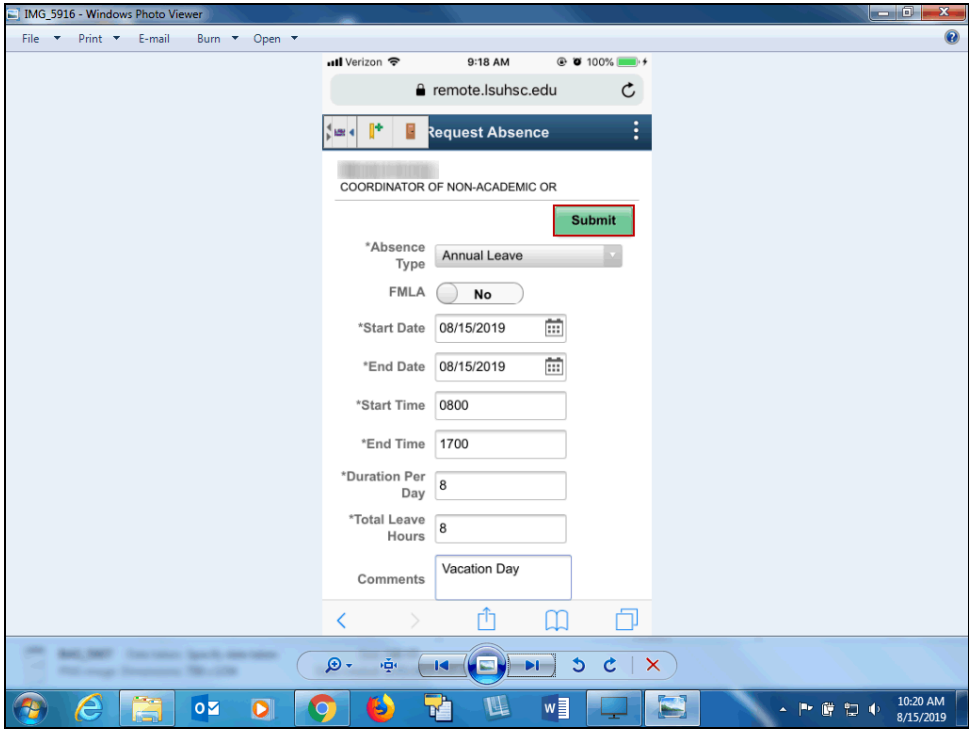 IMG_5916 - Windows Photo Viewer
File Print E-mail Burn Open
Verizon 9:18 AM 100%
remote.lsuhsc.edu
Request Absence
COORDINATOR OF NON-ACADEMIC OR
Submit
*Absence Type Annual Leave
FMLA No
*Start Date 08/15/2019
*End Date 08/15/2019
*Start Time 0800
*End Time 1700
*Duration Per Day 8
*Total Leave Hours 8
Comments Vacation Day
10:20 AM
8/15/2019